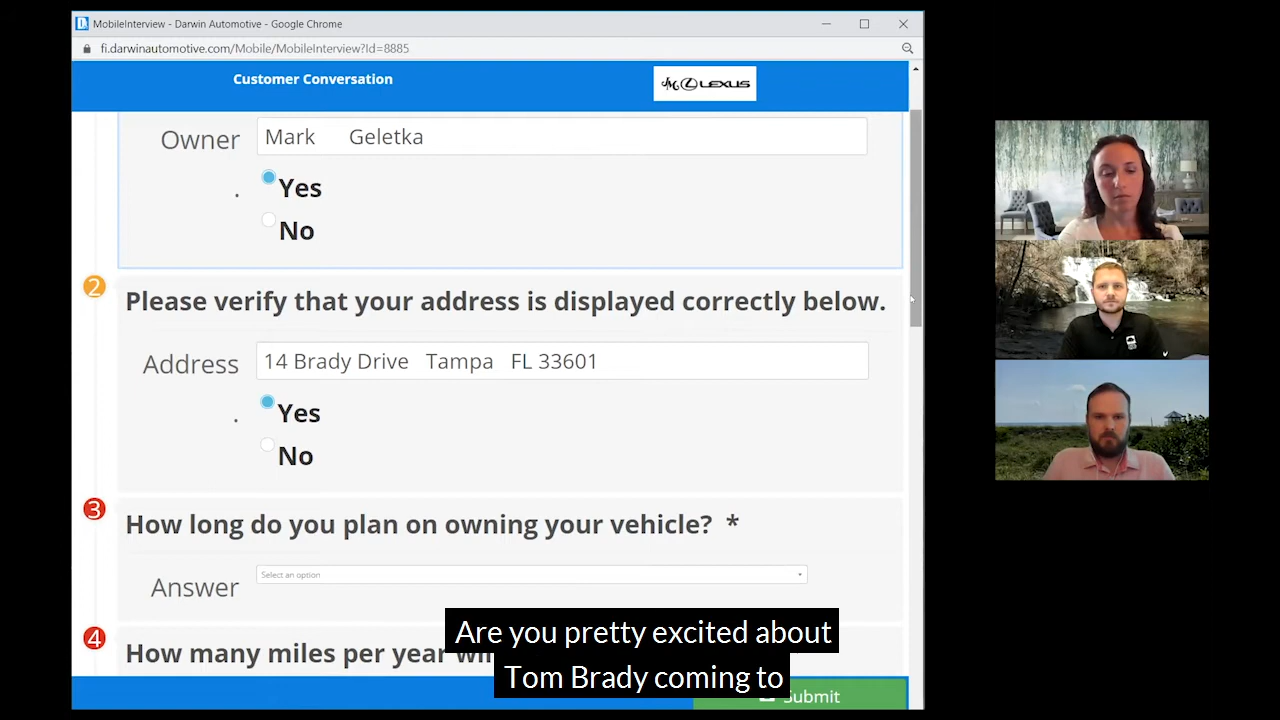 MobileInterview - Darwin Automotive - Google Chrome
fi.darwinautomotive.com/Mobile/MobileInterview?Id=8885
Customer Conversation
JM LEXUS
Owner
Mark Geletka
. Yes
No
2
Please verify that your address is displayed correctly below.
Address
14 Brady Drive Tampa FL 33601
. Yes
No
3
How long do you plan on owning your vehicle? *
Answer
Select an option
4
How many miles per year
Are you pretty excited about
Tom Brady coming to
Submit